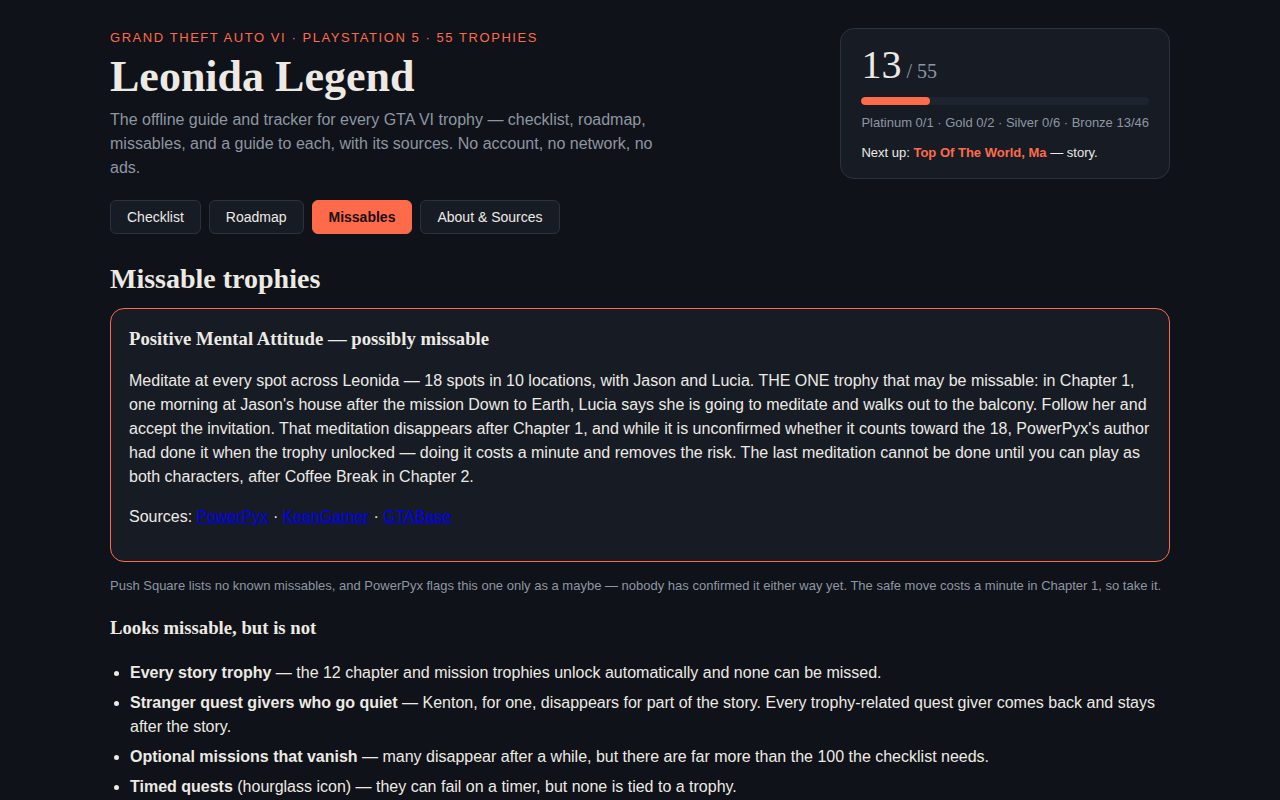 GRAND THEFT AUTO VI · PLAYSTATION 5 · 55 TROPHIES
Leonida Legend
The offline guide and tracker for every GTA VI trophy — checklist, roadmap,
missables, and a guide to each, with its sources. No account, no network, no
ads.
13 / 55
Platinum 0/1 · Gold 0/2 · Silver 0/6 · Bronze 13/46
Next up: Top Of The World, Ma — story.
Checklist Roadmap Missables About & Sources
Missable trophies
Positive Mental Attitude — possibly missable
Meditate at every spot across Leonida — 18 spots in 10 locations, with Jason and Lucia. THE ONE trophy that may be missable: in Chapter 1,
one morning at Jason's house after the mission Down to Earth, Lucia says she is going to meditate and walks out to the balcony. Follow her and
accept the invitation. That meditation disappears after Chapter 1, and while it is unconfirmed whether it counts toward the 18, PowerPyx's author
had done it when the trophy unlocked — doing it costs a minute and removes the risk. The last meditation cannot be done until you can play as
both characters, after Coffee Break in Chapter 2.
Sources: PowerPyx · KeenGamer · GTABase
Push Square lists no known missables, and PowerPyx flags this one only as a maybe — nobody has confirmed it either way yet. The safe move costs a minute in Chapter 1, so take it.
Looks missable, but is not
• Every story trophy — the 12 chapter and mission trophies unlock automatically and none can be missed.
• Stranger quest givers who go quiet — Kenton, for one, disappears for part of the story. Every trophy-related quest giver comes back and stays
after the story.
• Optional missions that vanish — many disappear after a while, but there are far more than the 100 the checklist needs.
• Timed quests (hourglass icon) — they can fail on a timer, but none is tied to a trophy.